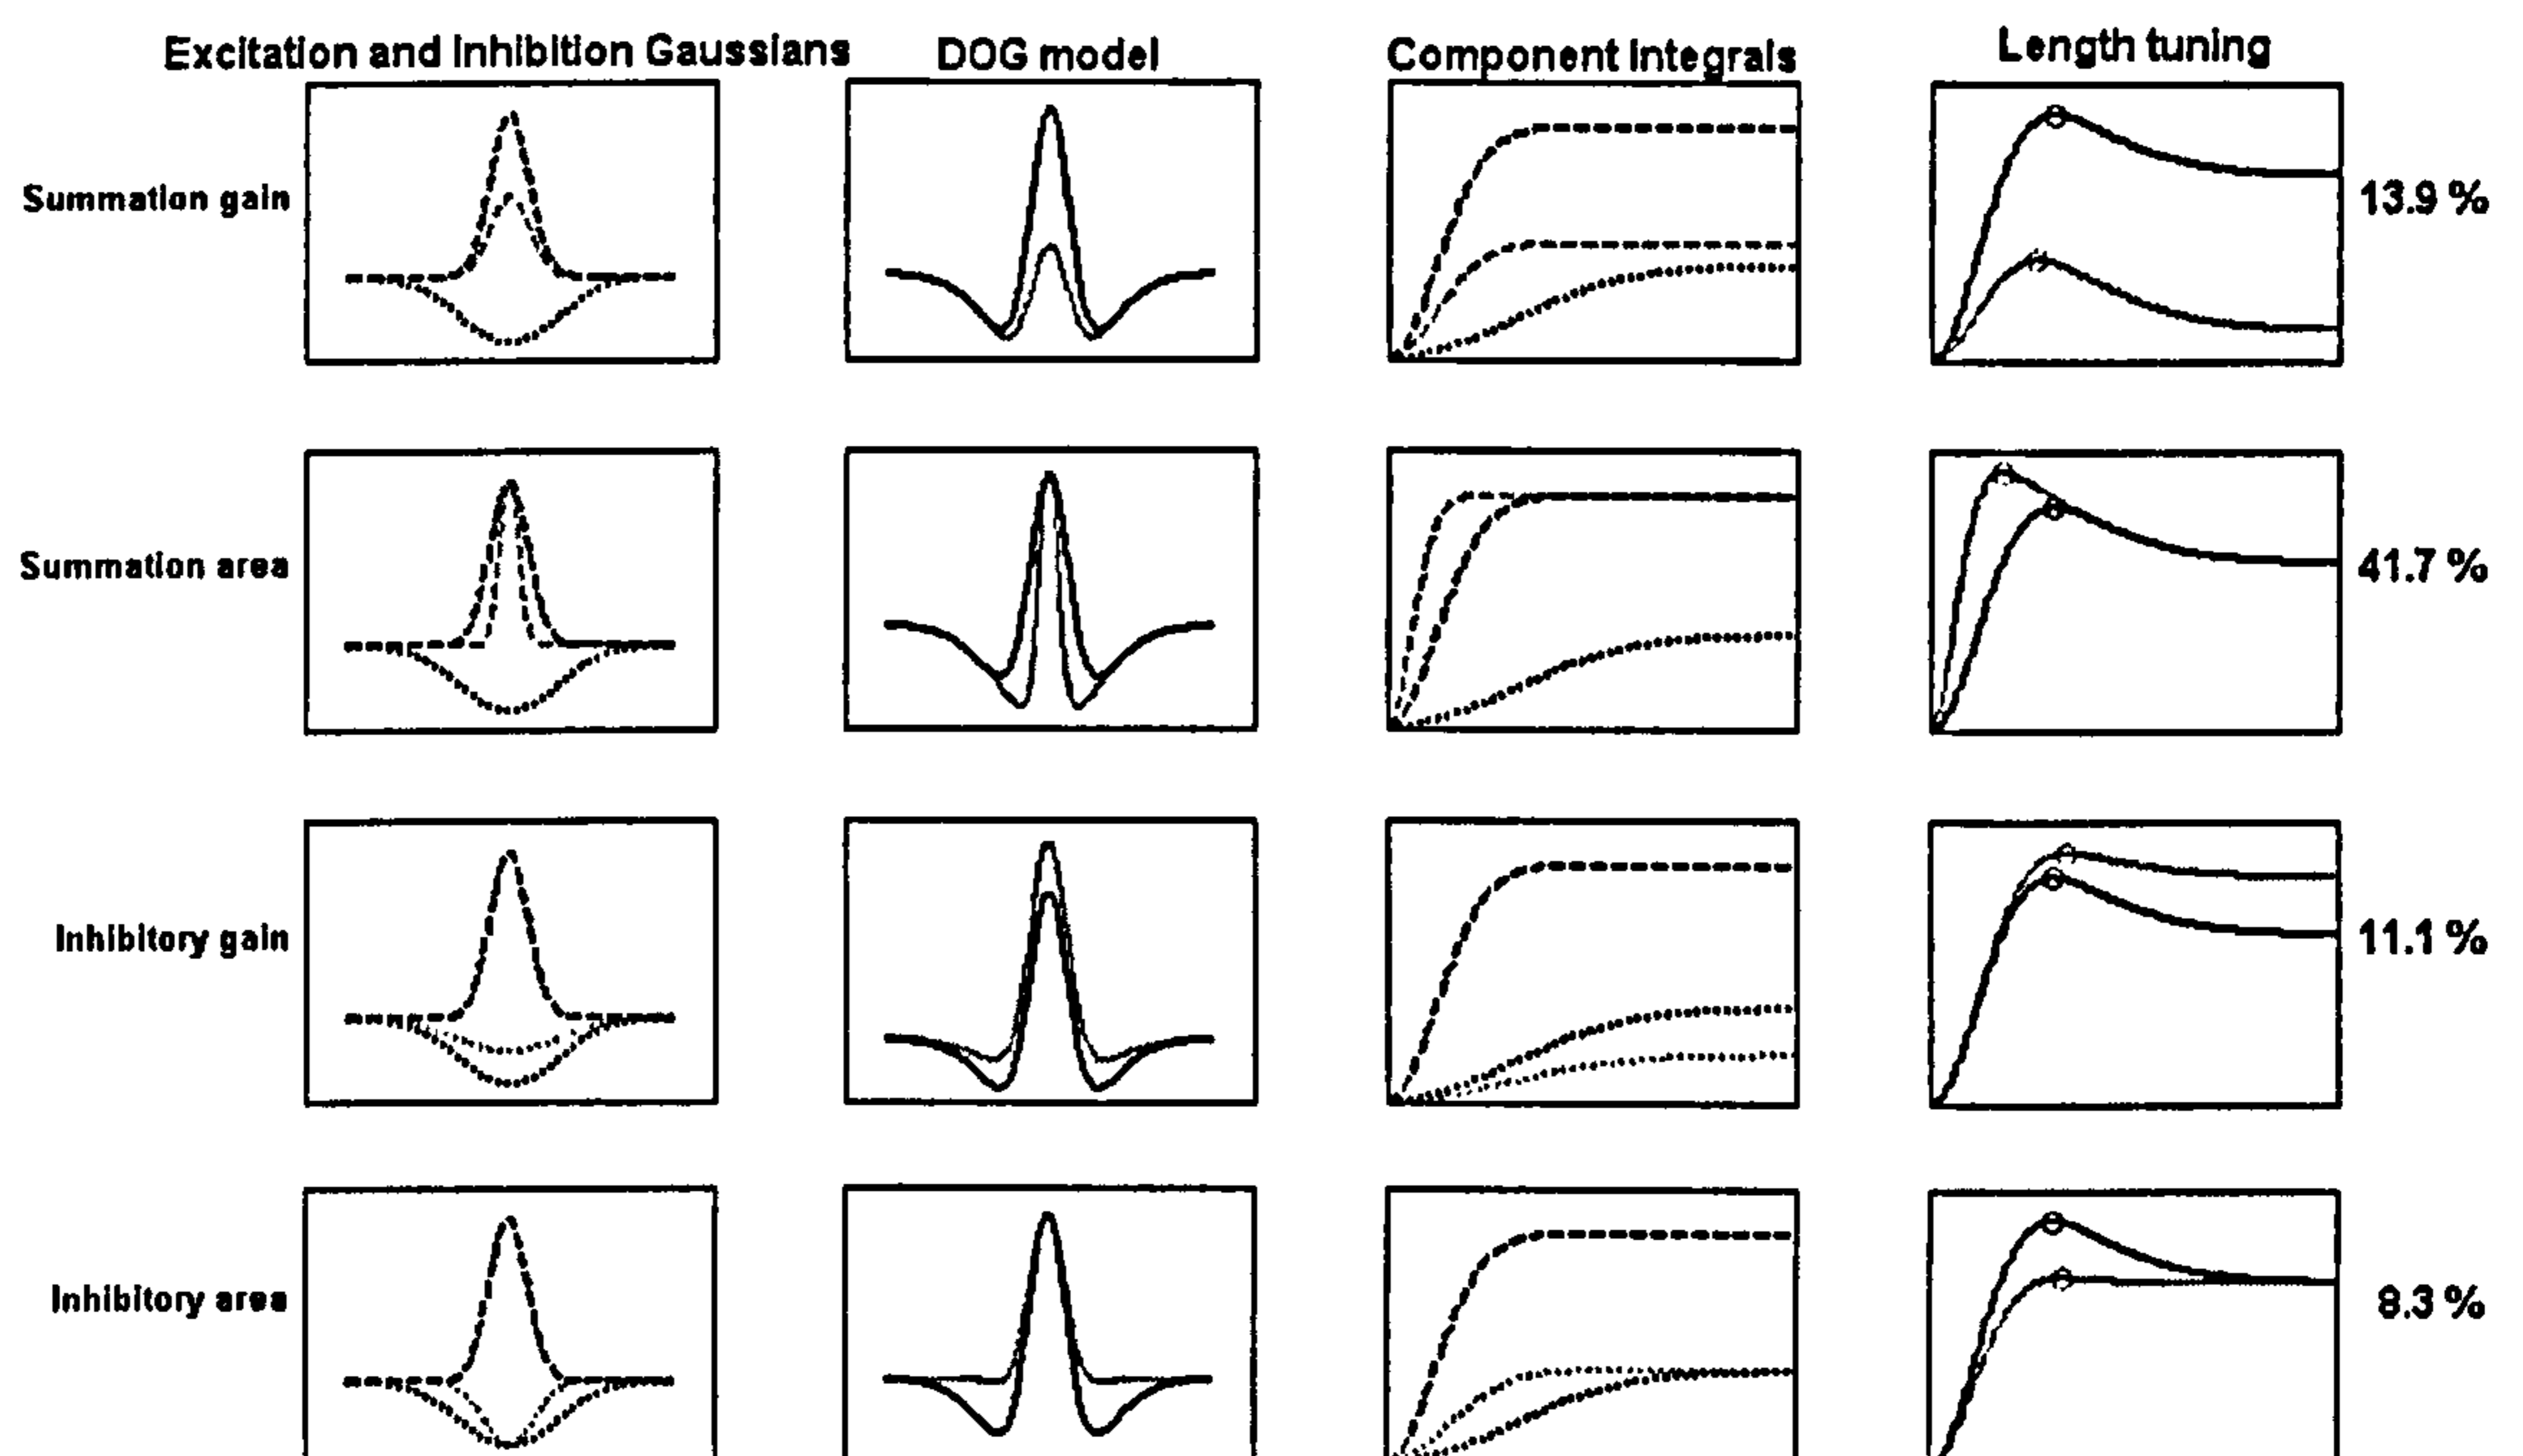 Excitation and Inhibition Gaussians
DOG model
Component Integrals
Length tuning
Summation gain
13.9 %
Summation area
41.7 %
Inhibitory gain
11.1 %
Inhibitory area
8.3 %